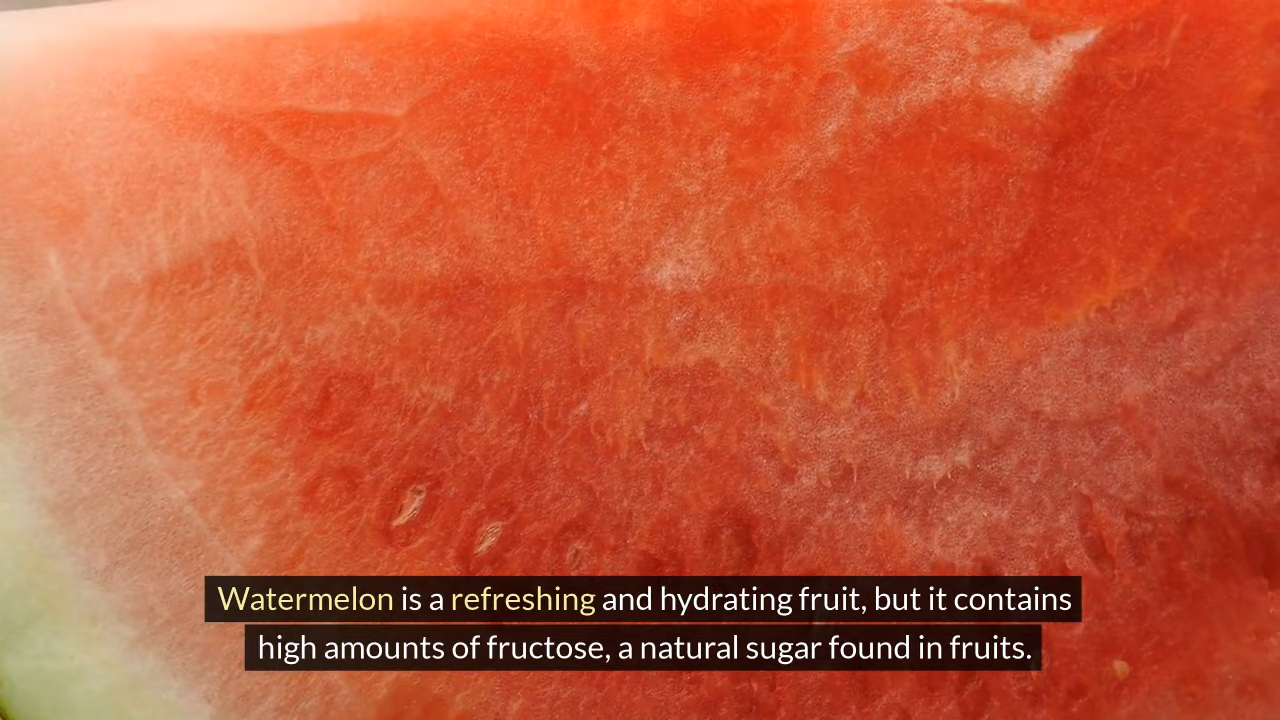 Watermelon is a refreshing and hydrating fruit, but it contains
high amounts of fructose, a natural sugar found in fruits.